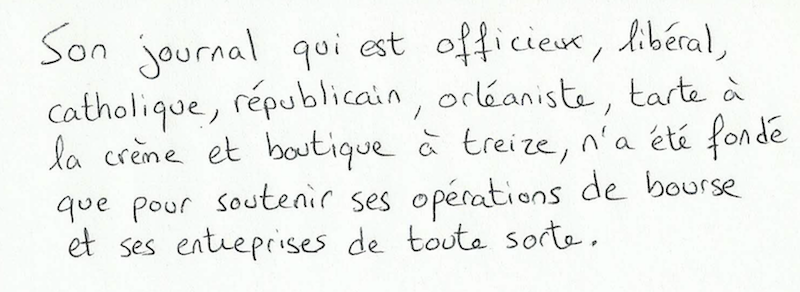 Son journal qui est officieux, libéral,
catholique, républicain, orléaniste, tarte à
la crème et boutique à treize, n'a été fondé
que pour soutenir ses opérations de bourse
et ses entreprises de toute sorte.